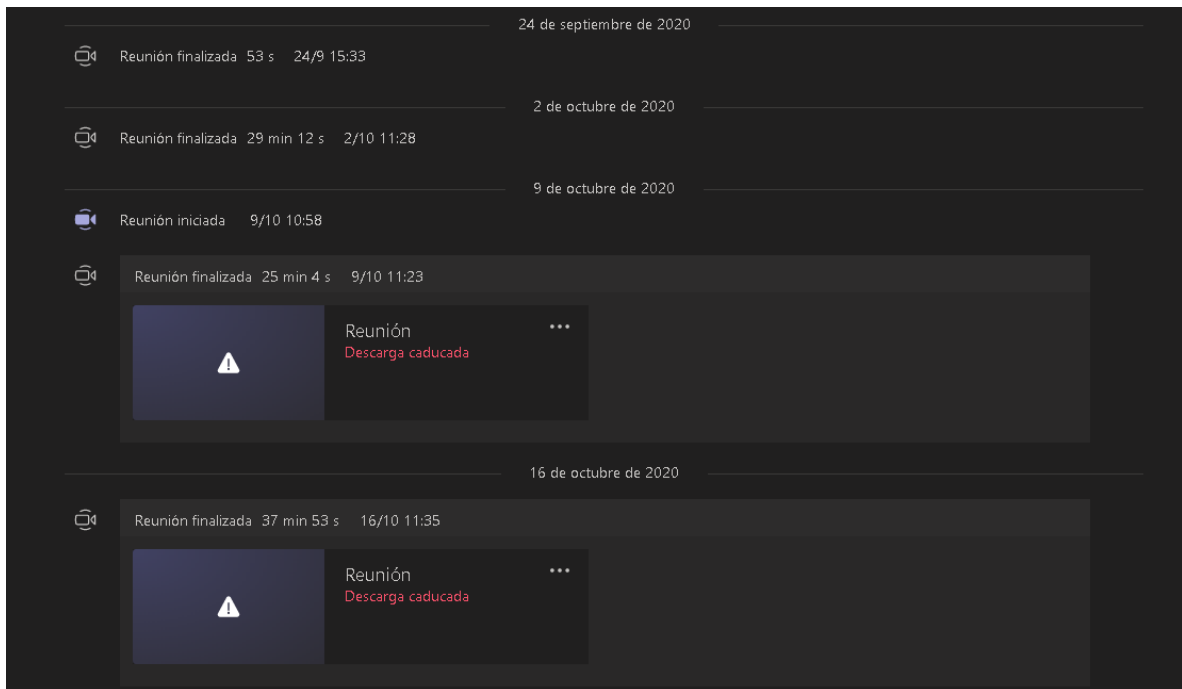 24 de septiembre de 2020
Reunión finalizada 53 s 24/9 15:33
2 de octubre de 2020
Reunión finalizada 29 min 12 s 2/10 11:28
9 de octubre de 2020
Reunión iniciada 9/10 10:58
Reunión finalizada 25 min 4 s 9/10 11:23
Reunión
Descarga caducada
16 de octubre de 2020
Reunión finalizada 37 min 53 s 16/10 11:35
Reunión
Descarga caducada